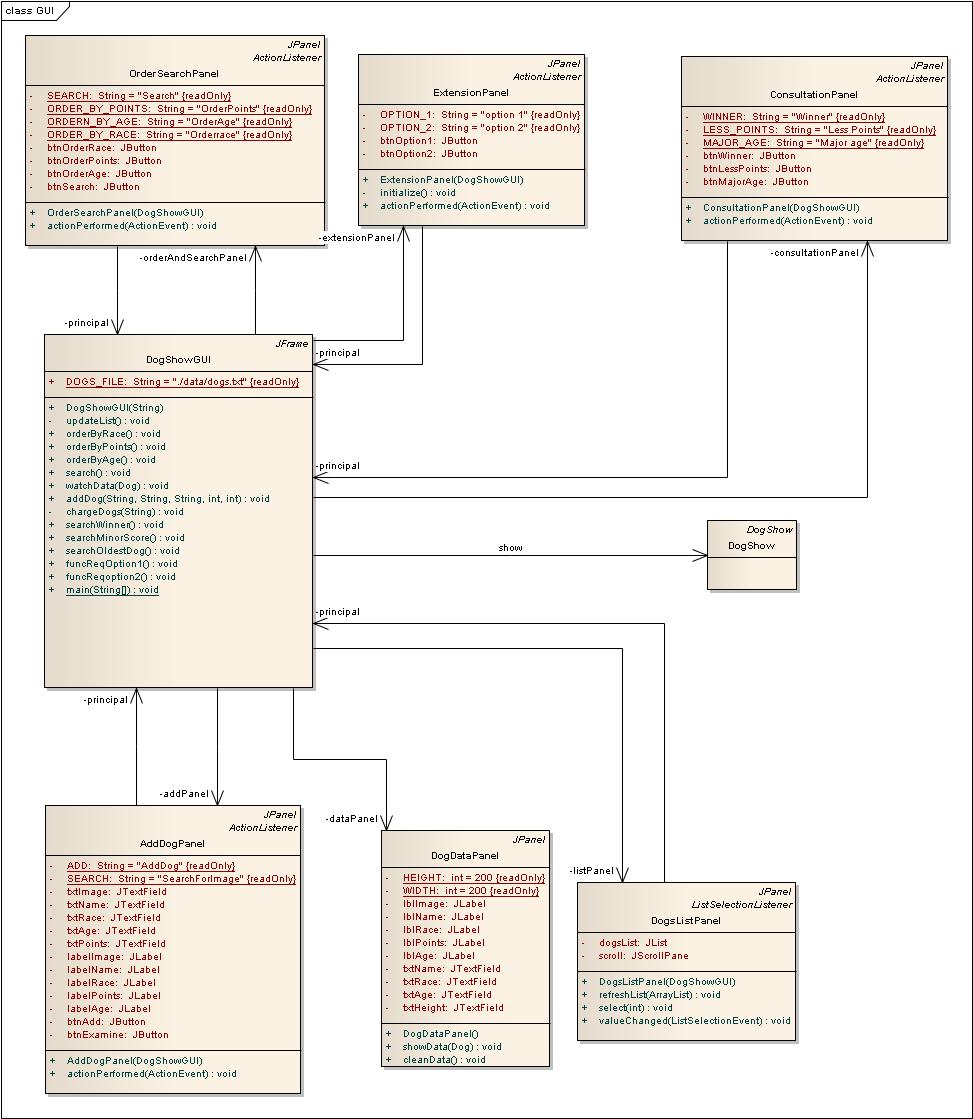 class GUI
JPanel
ActionListener
OrderSearchPanel
- SEARCH: String = "Search" {readOnly}
- ORDER_BY_POINTS: String = "OrderPoints" {readOnly}
- ORDERN_BY_AGE: String = "OrderAge" {readOnly}
- ORDER_BY_RACE: String = "Orderrace" {readOnly}
- btnOrderRace: JButton
- btnOrderPoints: JButton
- btnOrderAge: JButton
- btnSearch: JButton
+ OrderSearchPanel(DogShowGUI)
+ actionPerformed(ActionEvent) : void
JPanel
ActionListener
ExtensionPanel
- OPTION_1: String = "option 1" {readOnly}
- OPTION_2: String = "option 2" {readOnly}
- btnOption1: JButton
- btnOption2: JButton
+ ExtensionPanel(DogShowGUI)
- initialize() : void
+ actionPerformed(ActionEvent) : void
JPanel
ActionListener
ConsultationPanel
- WINNER: String = "Winner" {readOnly}
- LESS_POINTS: String = "Less Points" {readOnly}
- MAJOR_AGE: String = "Major age" {readOnly}
- btnWinner: JButton
- btnLessPoints: JButton
- btnMajorAge: JButton
+ ConsultationPanel(DogShowGUI)
+ actionPerformed(ActionEvent) : void
-extensionPanel
-orderAndSearchPanel
-consultationPanel
-principal
JFrame
DogShowGUI
+ DOGS_FILE: String = "./data/dogs.txt" {readOnly}
+ DogShowGUI(String)
- updateList() : void
+ orderByRace() : void
+ orderByPoints() : void
+ orderByAge() : void
+ search() : void
+ watchData(Dog) : void
+ addDog(String, String, String, int, int) : void
- chargeDogs(String) : void
+ searchWinner() : void
+ searchMinorScore() : void
+ searchOldestDog() : void
+ funcReqOption1() : void
+ funcReqoption2() : void
+ main(String[]) : void
-principal
-principal
show
DogShow
DogShow
-principal
-principal
-addPanel
-dataPanel
-listPanel
JPanel
ActionListener
AddDogPanel
- ADD: String = "AddDog" {readOnly}
- SEARCH: String = "SearchForImage" {readOnly}
- txtImage: JTextField
- txtName: JTextField
- txtRace: JTextField
- txtAge: JTextField
- txtPoints: JTextField
- labelImage: JLabel
- labelName: JLabel
- labelRace: JLabel
- labelPoints: JLabel
- labelAge: JLabel
- btnAdd: JButton
- btnExamine: JButton
+ AddDogPanel(DogShowGUI)
+ actionPerformed(ActionEvent) : void
JPanel
DogDataPanel
- HEIGHT: int = 200 {readOnly}
- WIDTH: int = 200 {readOnly}
- lblImage: JLabel
- lblName: JLabel
- lblRace: JLabel
- lblPoints: JLabel
- lblAge: JLabel
- txtName: JTextField
- txtRace: JTextField
- txtAge: JTextField
- txtHeight: JTextField
+ DogDataPanel()
+ showData(Dog) : void
+ cleanData() : void
JPanel
ListSelectionListener
DogsListPanel
- dogsList: JList
- scroll: JScrollPane
+ DogsListPanel(DogShowGUI)
+ refreshList(ArrayList) : void
+ select(int) : void
+ valueChanged(ListSelectionEvent) : void